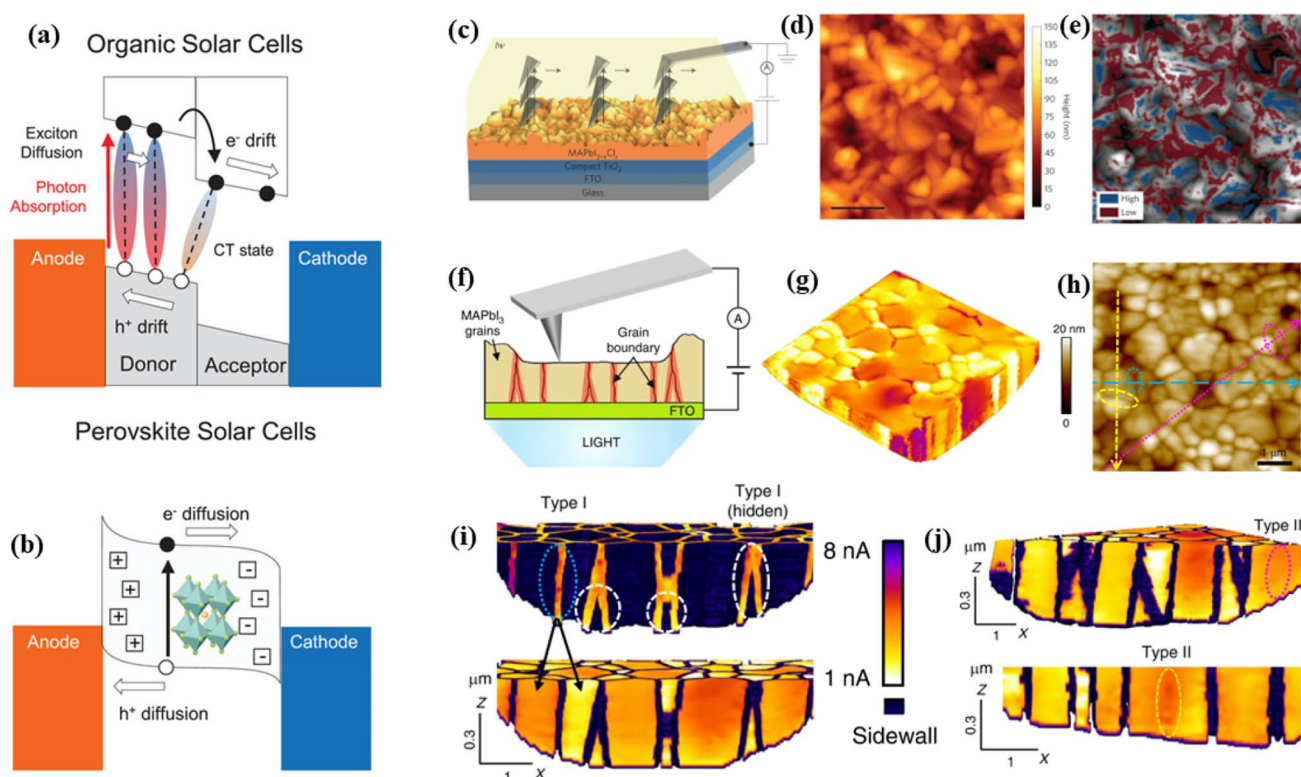 (a)
Organic Solar Cells
Exciton
Diffusion
e⁻ drift
Photon
Absorption
CT state
Anode
Cathode
h⁺ drift
Donor
Acceptor
Perovskite Solar Cells
(b)
e⁻ diffusion
+
+
+
+
-
-
-
-
Anode
Cathode
h⁺ diffusion
(c)
hν
A
MAPbI₃₋ₓClₓ
Compact TiO₂
FTO
Glass
(d)
150
135
120
105
90
75
60
45
30
15
0
Height (nm)
(e)
High
Low
(f)
MAPbI₃
grains
Grain
boundary
A
FTO
LIGHT
(g)
(h)
20 nm
0
1 μm
(i)
Type I
Type I
(hidden)
8 nA
1 nA
Sidewall
μm
Z
0.3
1
X
(j)
Type II
μm
Z
0.3
1
X
Type II
μm
Z
0.3
1
X